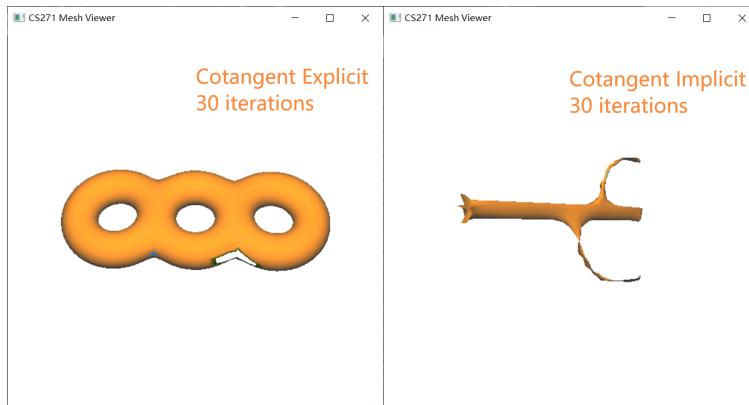 CS271 Mesh Viewer
Cotangent Explicit
30 iterations
CS271 Mesh Viewer
Cotangent Implicit
30 iterations